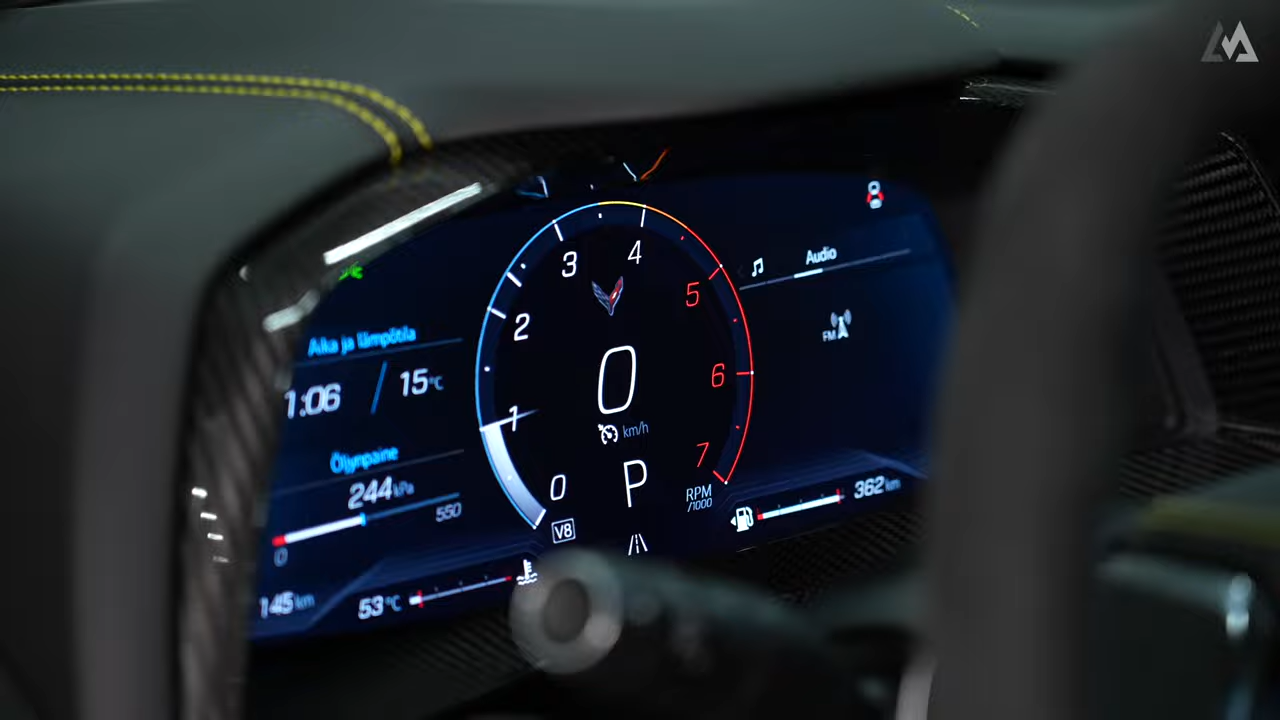 Aika ja lämpötila
1:06
15°C
Öljynpaine
244 kPa
550
0
145 km
53°C
3
4
2
5
1
6
0
7
0
km/h
P
RPM
/1000
V8
Audio
FM
362 km